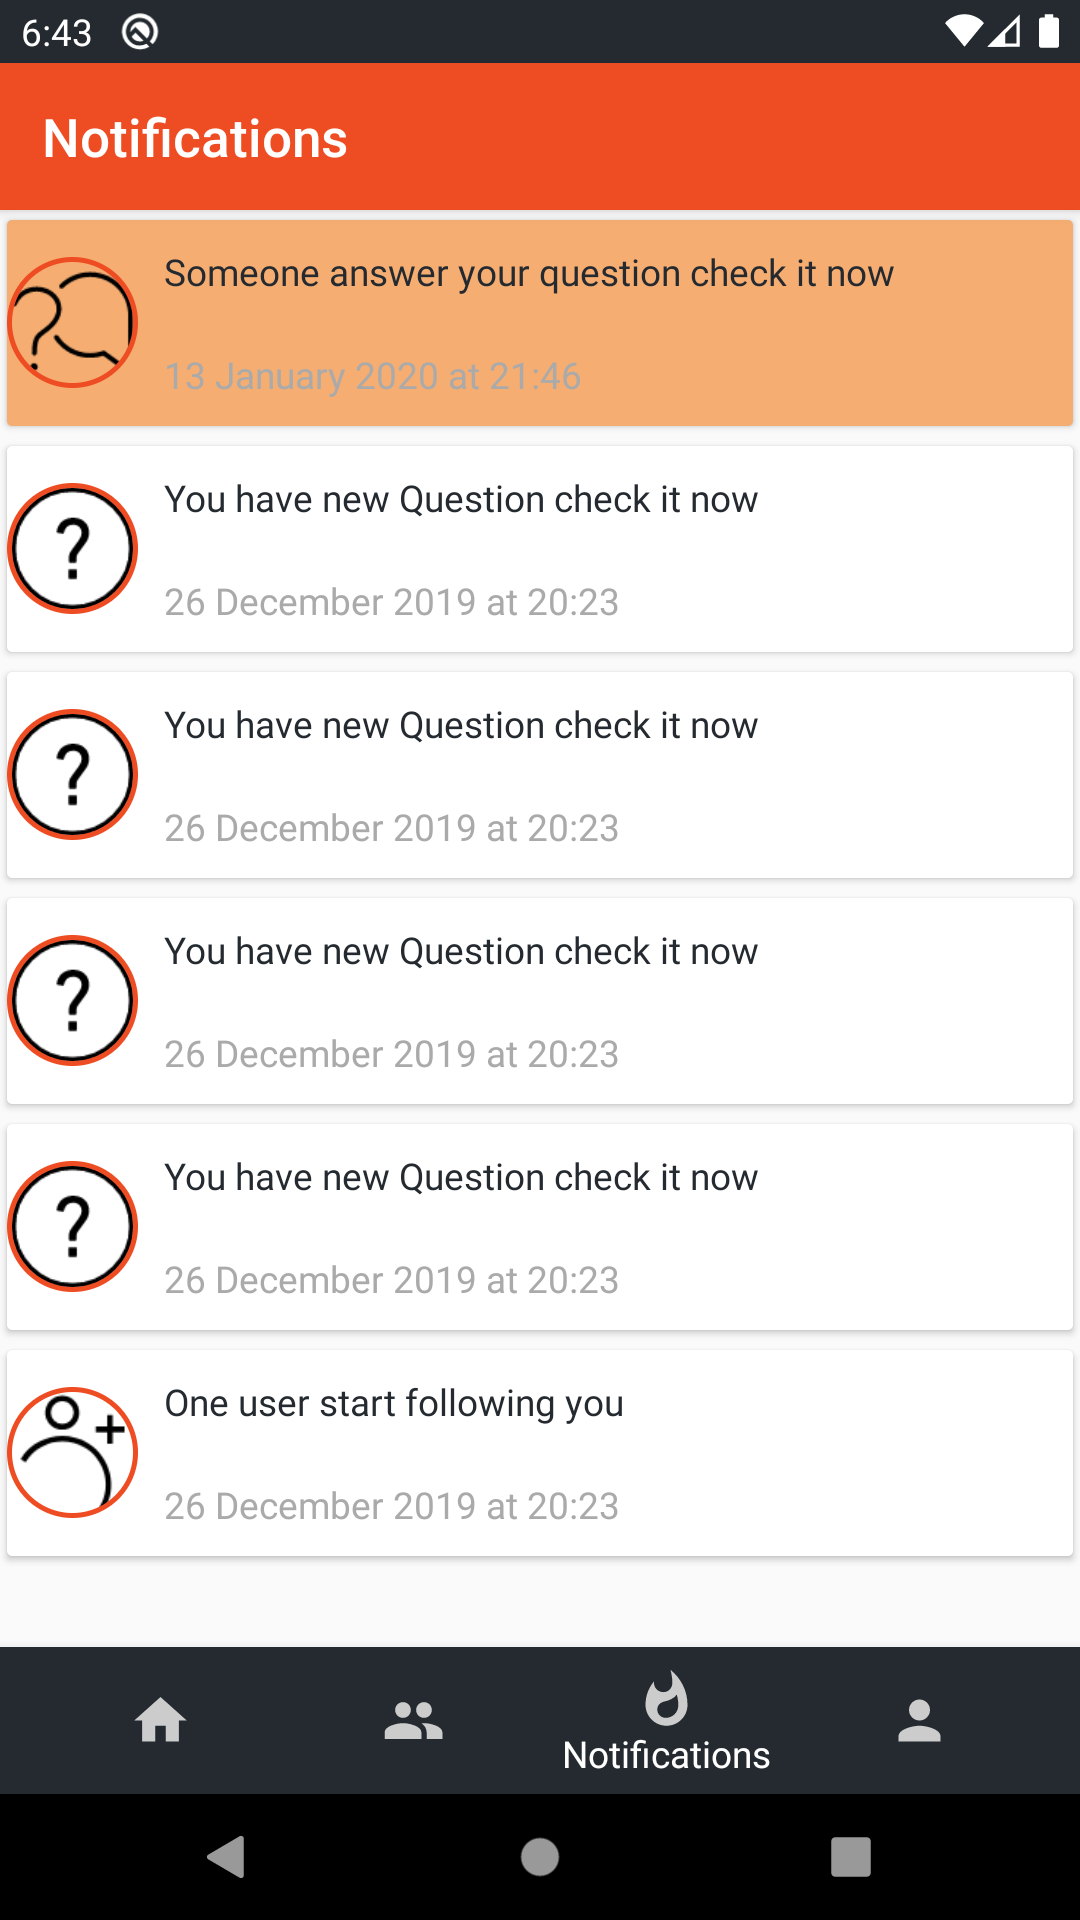 6:43
Notifications
Someone answer your question check it now
13 January 2020 at 21:46
You have new Question check it now
26 December 2019 at 20:23
You have new Question check it now
26 December 2019 at 20:23
You have new Question check it now
26 December 2019 at 20:23
You have new Question check it now
26 December 2019 at 20:23
One user start following you
26 December 2019 at 20:23
Notifications